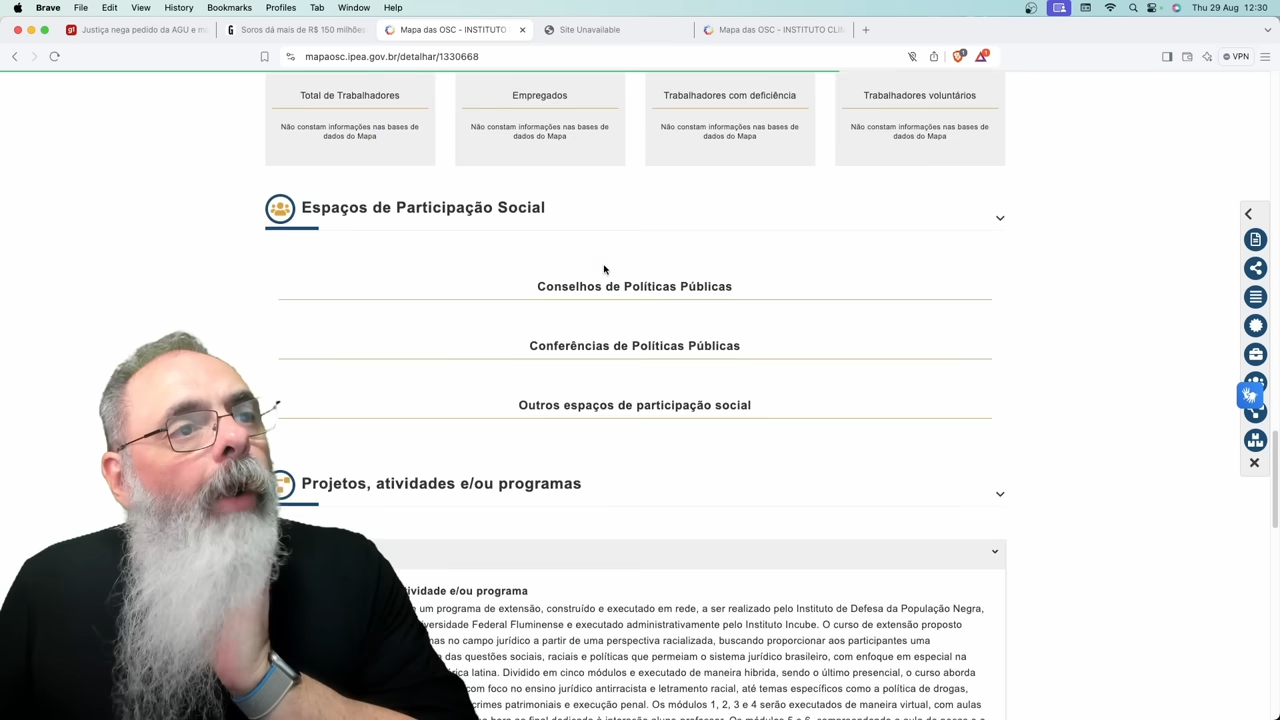 Brave File Edit View History Bookmarks Profiles Tab Window Help
Thu 29 Aug 12:30
Justiça nega pedido da AGU e m
Soros dá mais de R$ 150 milhões
Mapa das OSC - INSTITUTO
Site Unavailable
Mapa das OSC - INSTITUTO CLI
mapaosc.ipea.gov.br/detalhar/1330668
VPN
Total de Trabalhadores
Não constam informações nas bases de
dados do Mapa
Empregados
Não constam informações nas bases de
dados do Mapa
Trabalhadores com deficiência
Não constam informações nas bases de
dados do Mapa
Trabalhadores voluntários
Não constam informações nas bases de
dados do Mapa
Espaços de Participação Social
Conselhos de Políticas Públicas
Conferências de Políticas Públicas
Outros espaços de participação social
Projetos, atividades e/ou programas
ividade e/ou programa
e um programa de extensão, construído e executado em rede, a ser realizado pelo Instituto de Defesa da População Negra,
iversidade Federal Fluminense e executado administrativamente pelo Instituto Incube. O curso de extensão proposto
nas no campo jurídico a partir de uma perspectiva racializada, buscando proporcionar aos participantes uma
da das questões sociais, raciais e políticas que permeiam o sistema jurídico brasileiro, com enfoque em especial na
rica latina. Dividido em cinco módulos e executado de maneira hibrida, sendo o último presencial, o curso aborda
com foco no ensino jurídico antirracista e letramento racial, até temas específicos como a política de drogas,
crimes patrimoniais e execução penal. Os módulos 1, 2, 3 e 4 serão executados de maneira virtual, com aulas